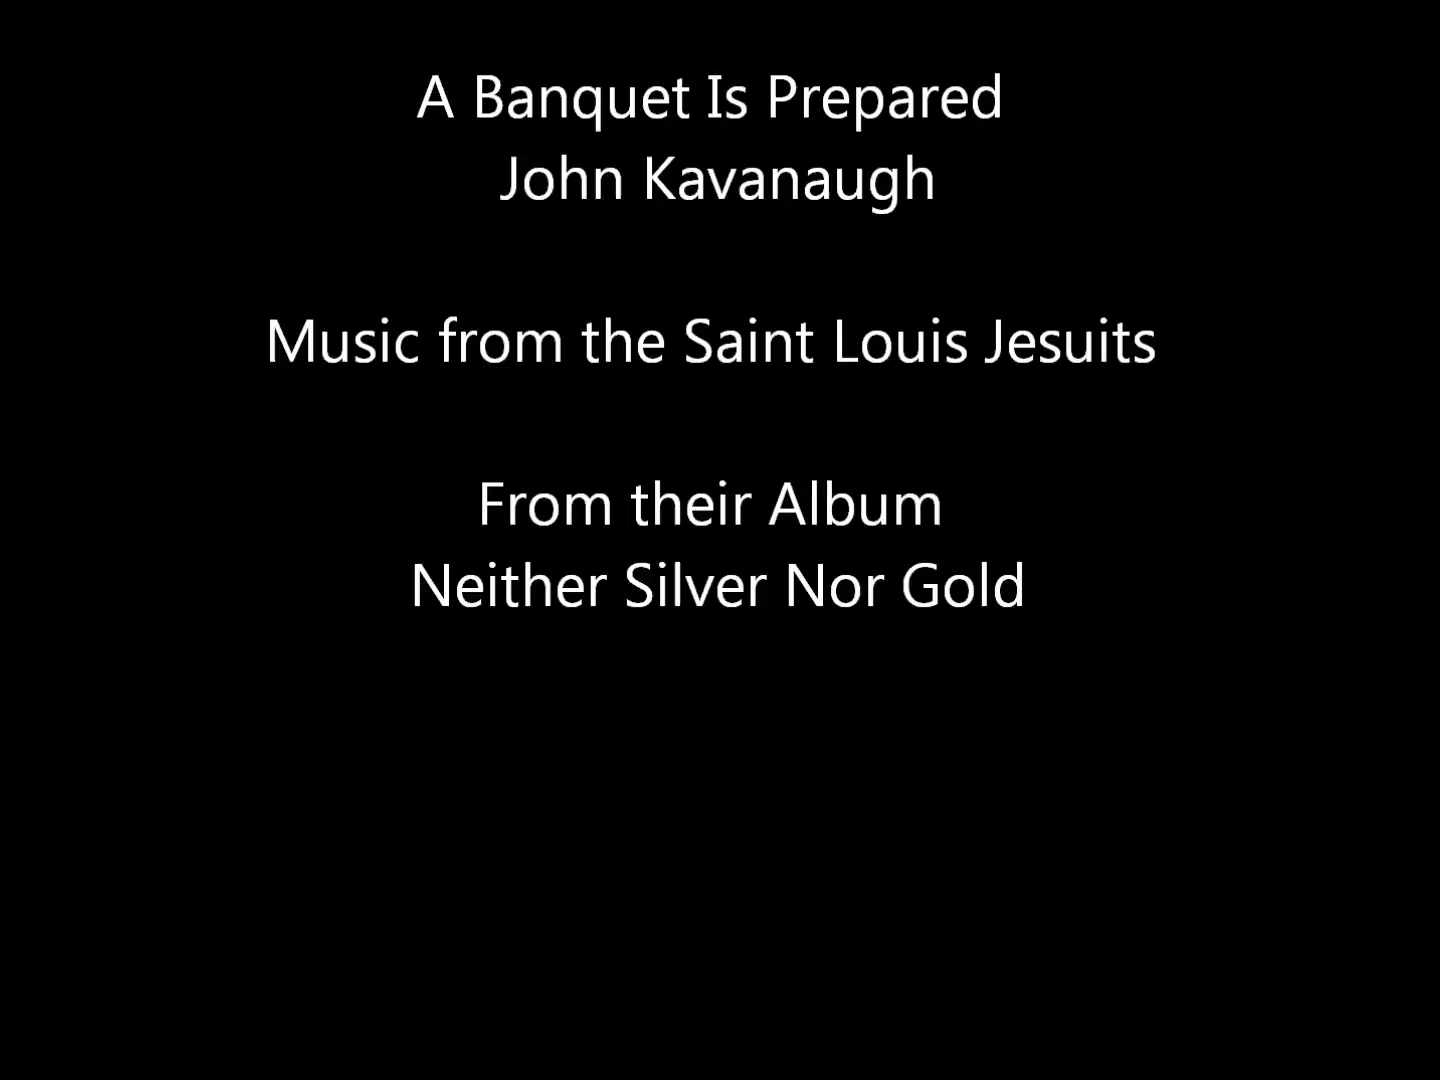 A Banquet Is Prepared
John Kavanaugh
Music from the Saint Louis Jesuits
From their Album
Neither Silver Nor Gold